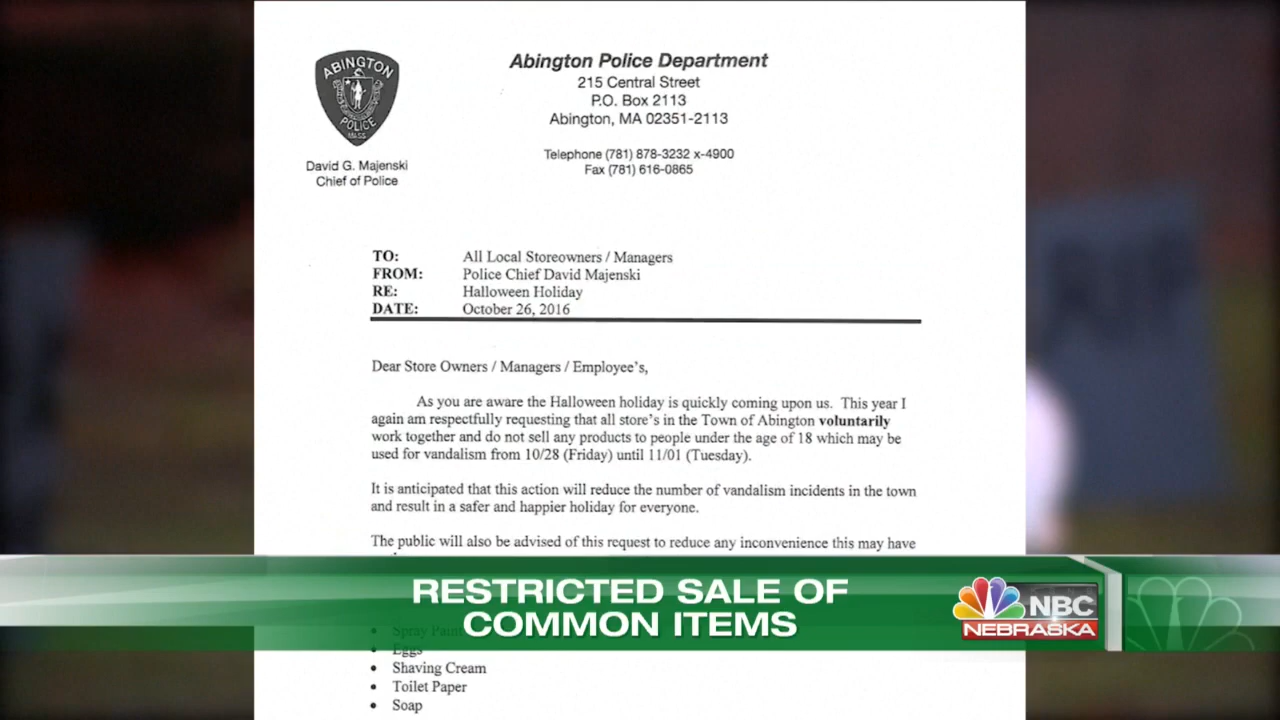 ABINGTON
POLICE
MASS
David G. Majenski
Chief of Police
Abington Police Department
215 Central Street
P.O. Box 2113
Abington, MA 02351-2113
Telephone (781) 878-3232 x-4900
Fax (781) 616-0865
TO: All Local Storeowners / Managers
FROM: Police Chief David Majenski
RE: Halloween Holiday
DATE: October 26, 2016
Dear Store Owners / Managers / Employee's,
As you are aware the Halloween holiday is quickly coming upon us. This year I
again am respectfully requesting that all store's in the Town of Abington voluntarily
work together and do not sell any products to people under the age of 18 which may be
used for vandalism from 10/28 (Friday) until 11/01 (Tuesday).
It is anticipated that this action will reduce the number of vandalism incidents in the town
and result in a safer and happier holiday for everyone.
The public will also be advised of this request to reduce any inconvenience this may have
RESTRICTED SALE OF
COMMON ITEMS
NBC
NEBRASKA
• Spray Paint
• Eggs
• Shaving Cream
• Toilet Paper
• Soap